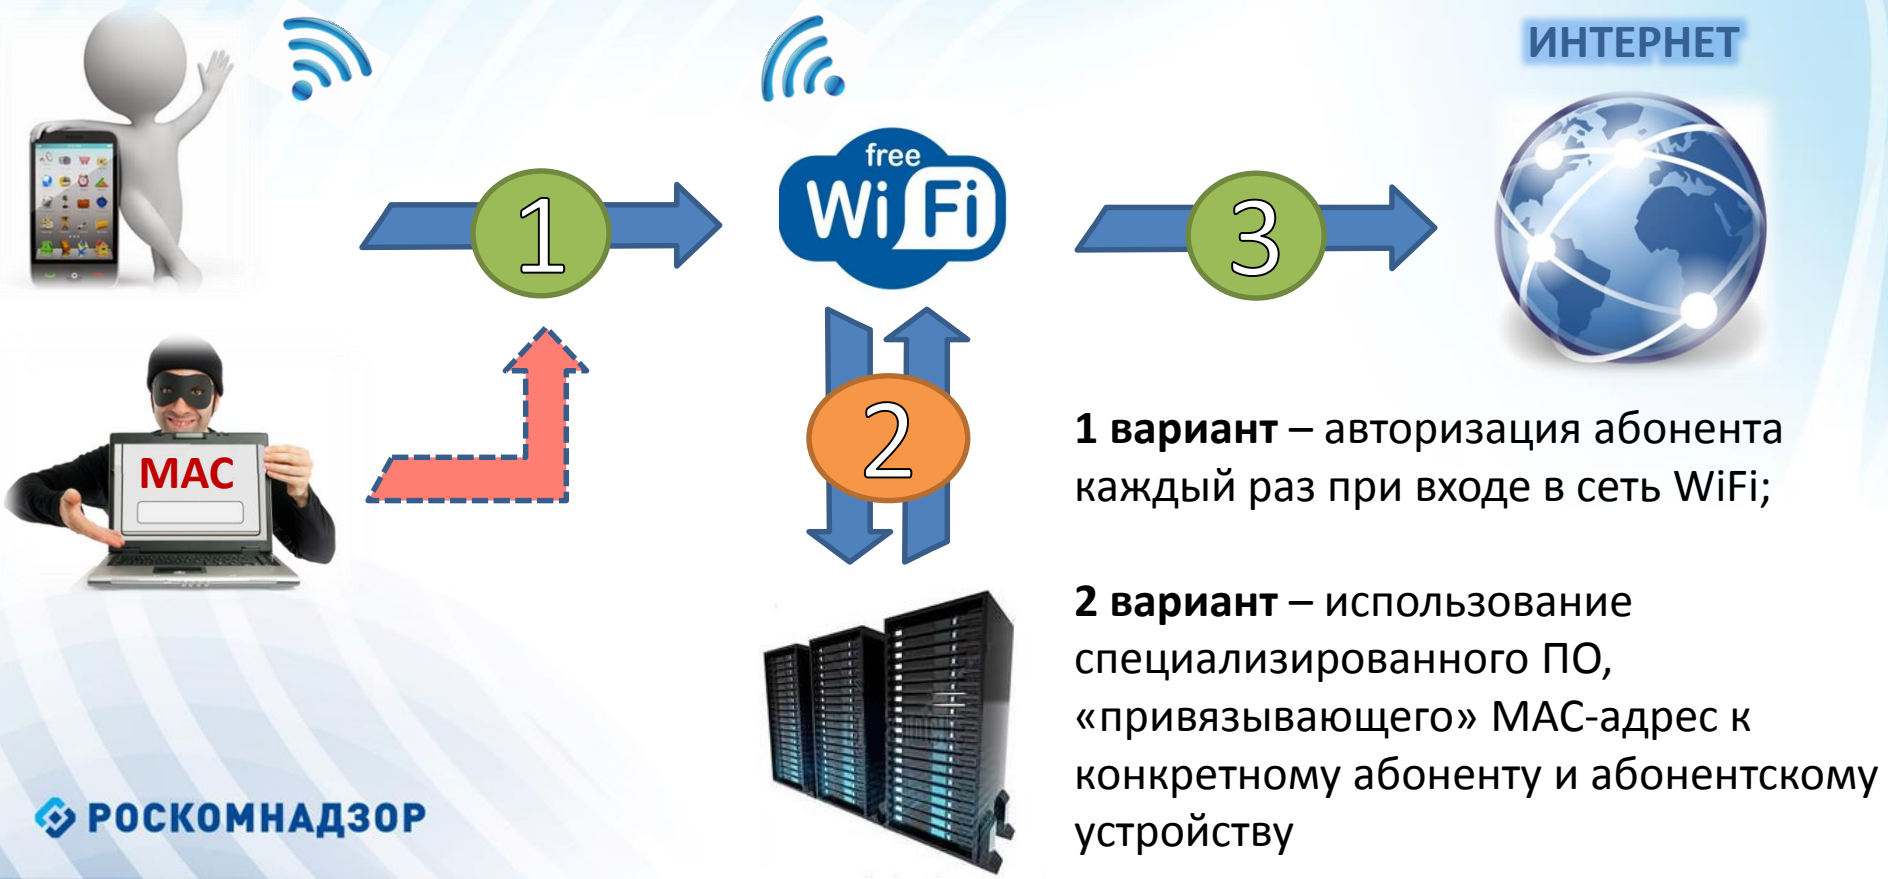 ИНТЕРНЕТ
free
WiFi
1
3
MAC
2
1 вариант – авторизация абонента
каждый раз при входе в сеть WiFi;
2 вариант – использование
специализированного ПО,
«привязывающего» МАС-адрес к
конкретному абоненту и абонентскому
устройству
РОСКОМНАДЗОР